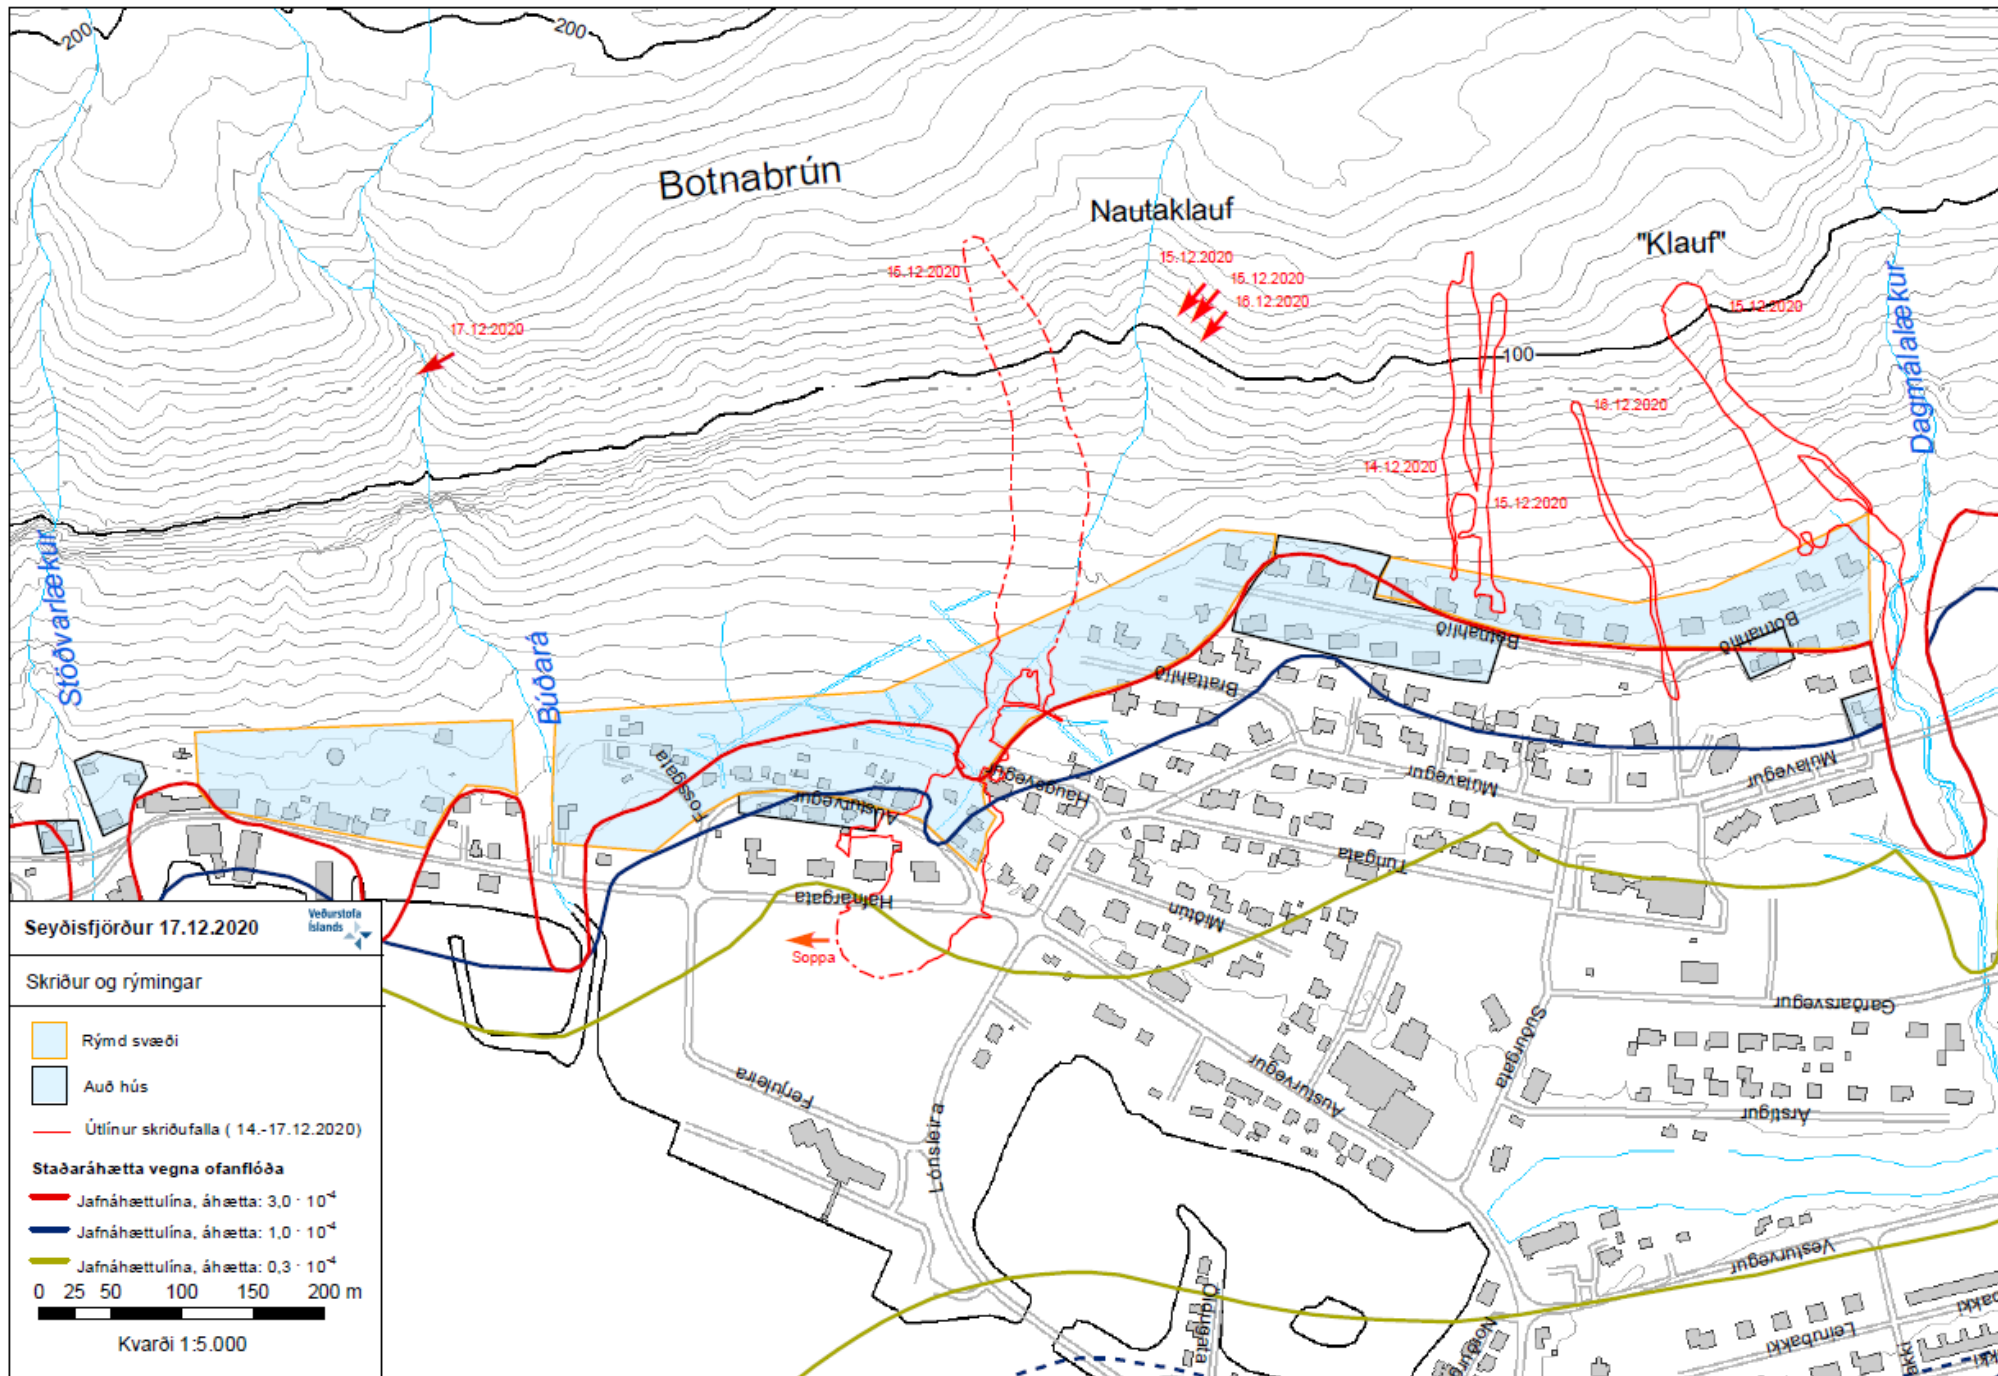 200
200
Botnabrún
Nautaklauf
"Klauf"
15.12.2020
16.12.2020
15.12.2020
16.12.2020
15.12.2020
17.12.2020
100
16.12.2020
14.12.2020
15.12.2020
Dagmálalækur
Stöðvarlækur
Búðará
Botnahlíð
Botnahlíð
Brattahlíð
Fossgata
Haugsvegur
Múlavegur
Múlavegur
Austurvegur
Túngata
Hafnargata
Miðtún
Soppa
Garðarsvegur
Suðurgata
Ferjuleira
Austurvegur
Árstígur
Lónsleira
Vesturvegur
Öldugata
Leirubakki
Seyðisfjörður 17.12.2020
Veðurstofa
Íslands
Skriður og rýmingar
Rýmd svæði
Auð hús
Útlínur skriðufalla ( 14.-17.12.2020)
Staðaráhætta vegna ofanflóða
Jafnáhættulína, áhætta: 3,0 · 10⁻⁴
Jafnáhættulína, áhætta: 1,0 · 10⁻⁴
Jafnáhættulína, áhætta: 0,3 · 10⁻⁴
0 25 50 100 150 200 m
Kvarði 1:5.000